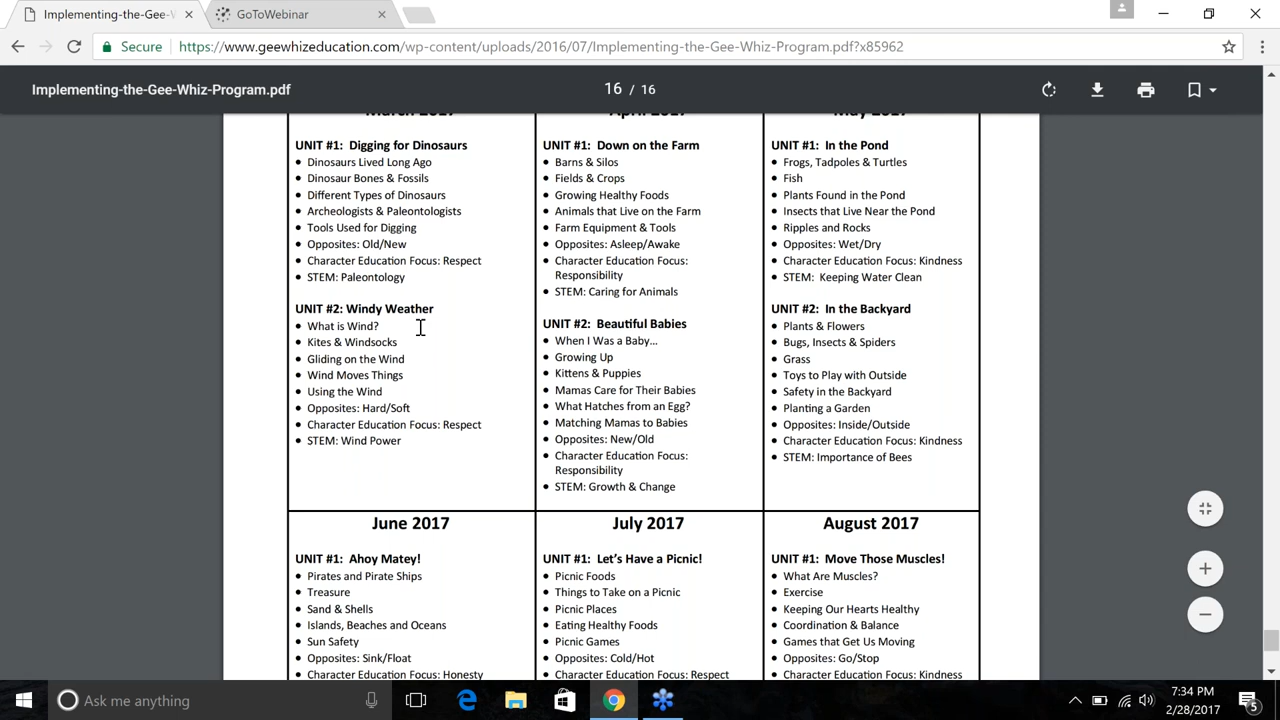 Implementing-the-Gee-W
GoToWebinar
Secure
https://www.geewhizeducation.com/wp-content/uploads/2016/07/Implementing-the-Gee-Whiz-Program.pdf?x85962
Implementing-the-Gee-Whiz-Program.pdf
16 / 16
March 2017
UNIT #1: Digging for Dinosaurs
• Dinosaurs Lived Long Ago
• Dinosaur Bones & Fossils
• Different Types of Dinosaurs
• Archeologists & Paleontologists
• Tools Used for Digging
• Opposites: Old/New
• Character Education Focus: Respect
• STEM: Paleontology
UNIT #2: Windy Weather
• What is Wind?
• Kites & Windsocks
• Gliding on the Wind
• Wind Moves Things
• Using the Wind
• Opposites: Hard/Soft
• Character Education Focus: Respect
• STEM: Wind Power
April 2017
UNIT #1: Down on the Farm
• Barns & Silos
• Fields & Crops
• Growing Healthy Foods
• Animals that Live on the Farm
• Farm Equipment & Tools
• Opposites: Asleep/Awake
• Character Education Focus:
Responsibility
• STEM: Caring for Animals
UNIT #2: Beautiful Babies
• When I Was a Baby…
• Growing Up
• Kittens & Puppies
• Mamas Care for Their Babies
• What Hatches from an Egg?
• Matching Mamas to Babies
• Opposites: New/Old
• Character Education Focus:
Responsibility
• STEM: Growth & Change
May 2017
UNIT #1: In the Pond
• Frogs, Tadpoles & Turtles
• Fish
• Plants Found in the Pond
• Insects that Live Near the Pond
• Ripples and Rocks
• Opposites: Wet/Dry
• Character Education Focus: Kindness
• STEM: Keeping Water Clean
UNIT #2: In the Backyard
• Plants & Flowers
• Bugs, Insects & Spiders
• Grass
• Toys to Play with Outside
• Safety in the Backyard
• Planting a Garden
• Opposites: Inside/Outside
• Character Education Focus: Kindness
• STEM: Importance of Bees
June 2017
UNIT #1: Ahoy Matey!
• Pirates and Pirate Ships
• Treasure
• Sand & Shells
• Islands, Beaches and Oceans
• Sun Safety
• Opposites: Sink/Float
• Character Education Focus: Honesty
July 2017
UNIT #1: Let's Have a Picnic!
• Picnic Foods
• Things to Take on a Picnic
• Picnic Places
• Eating Healthy Foods
• Picnic Games
• Opposites: Cold/Hot
• Character Education Focus: Respect
August 2017
UNIT #1: Move Those Muscles!
• What Are Muscles?
• Exercise
• Keeping Our Hearts Healthy
• Coordination & Balance
• Games that Get Us Moving
• Opposites: Go/Stop
• Character Education Focus: Kindness
Ask me anything
7:34 PM
2/28/2017
5